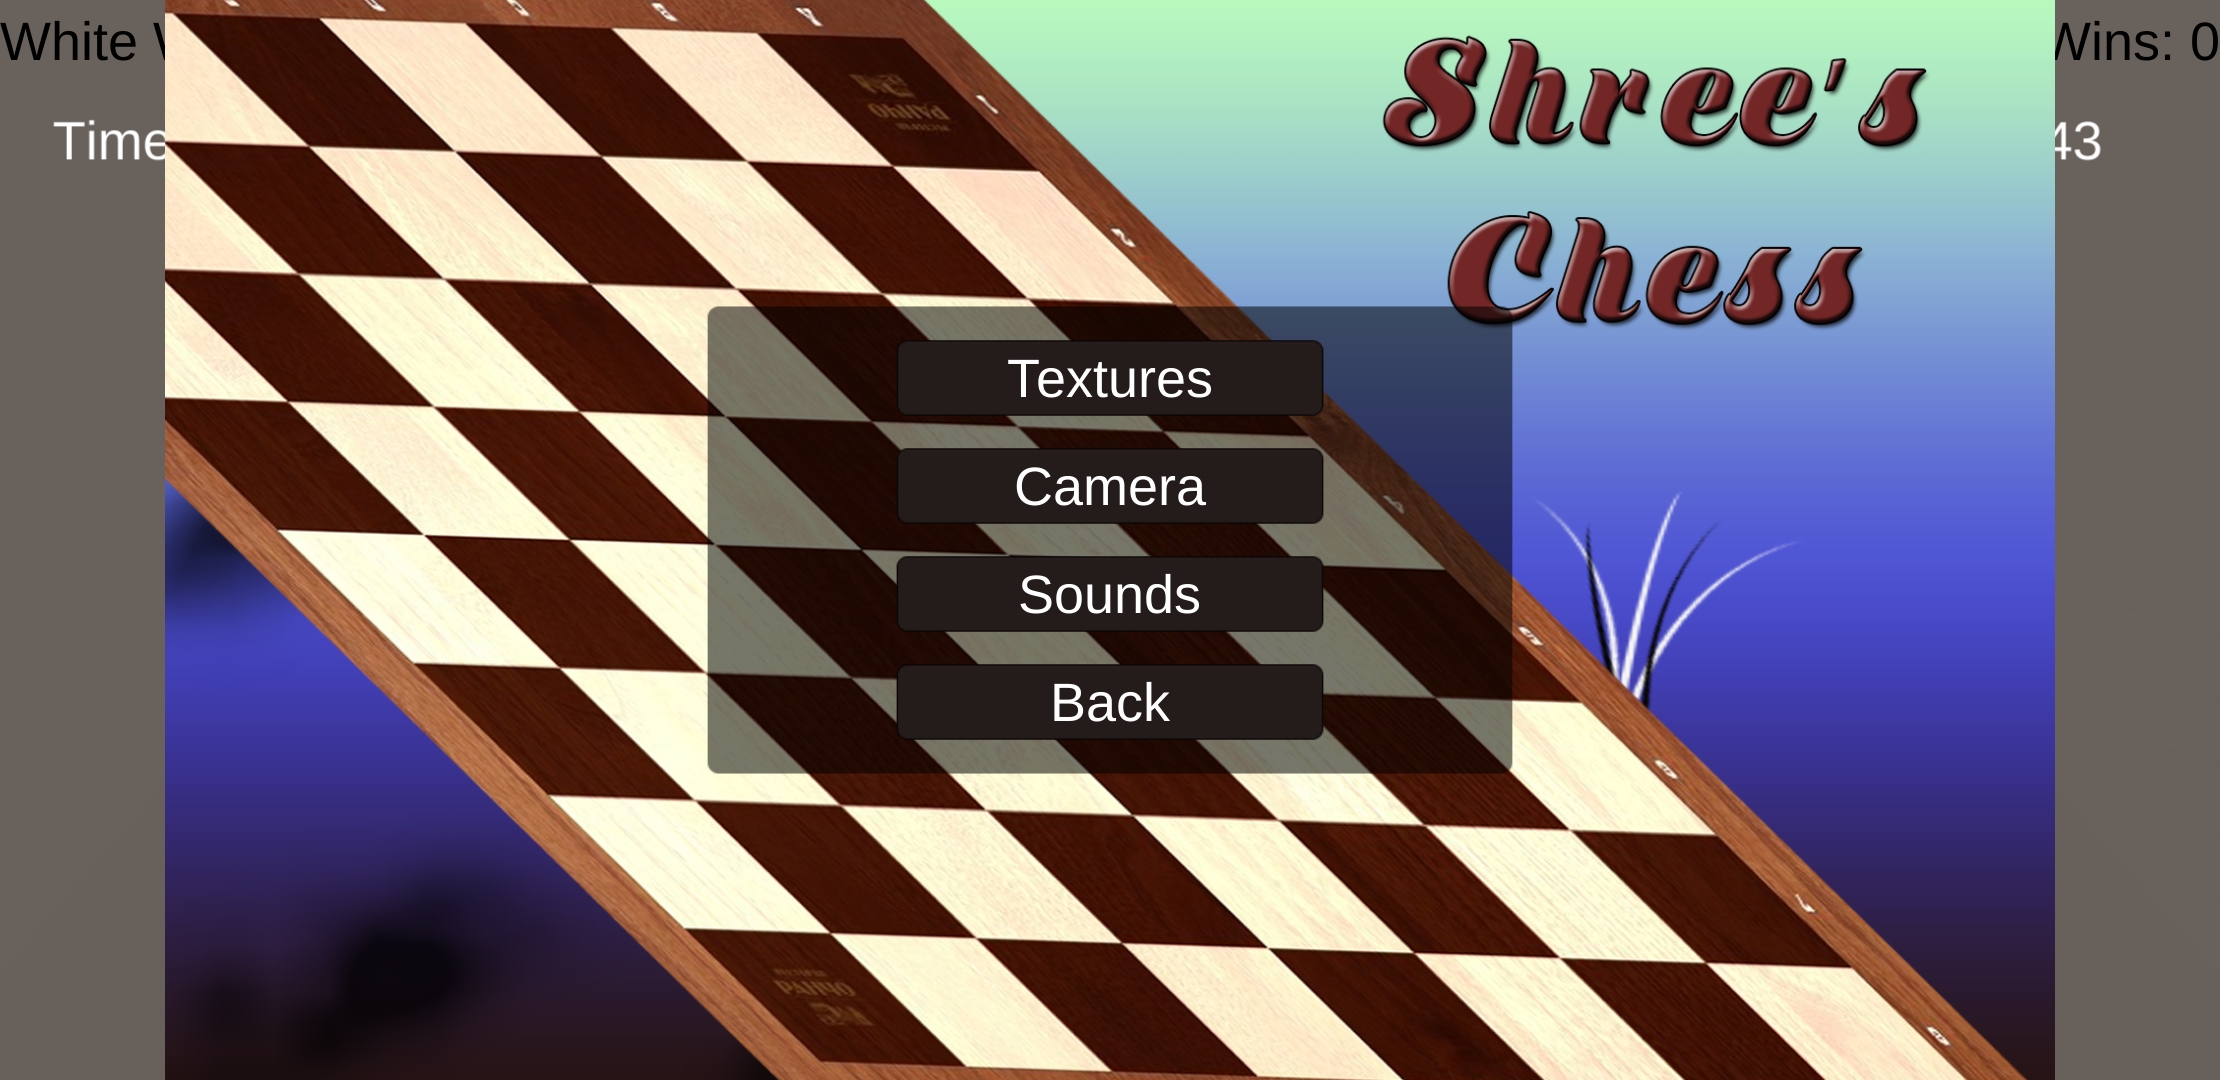 White
Wins: 0
Time
43
Shree's
Chess
Textures
Camera
Sounds
Back